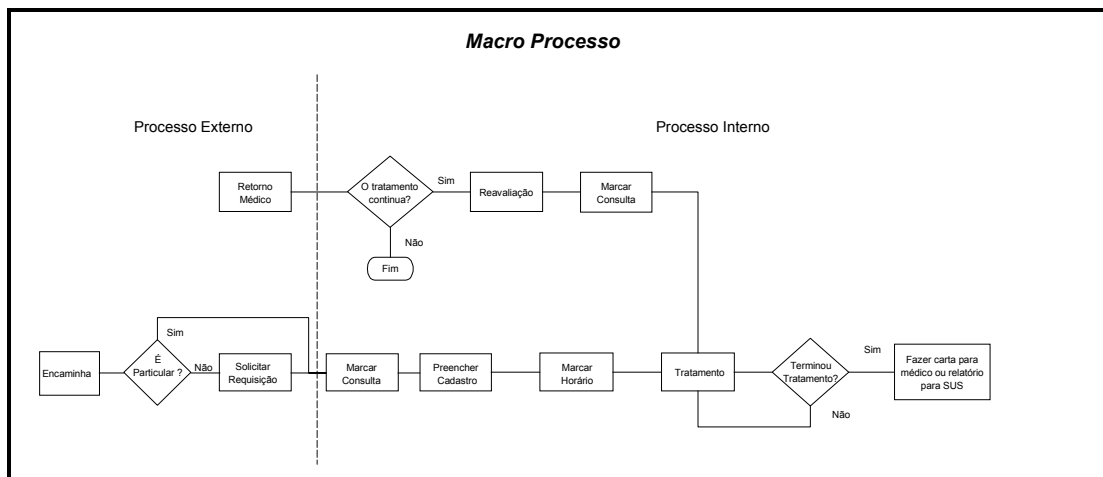 Macro Processo
Processo Externo
Processo Interno
Retorno
Médico
O tratamento
continua?
Sim
Reavaliação
Marcar
Consulta
Não
Fim
Sim
Encaminha
É
Particular ?
Não
Solicitar
Requisição
Marcar
Consulta
Preencher
Cadastro
Marcar
Horário
Tratamento
Terminou
Tratamento?
Sim
Não
Fazer carta para
médico ou relatório
para SUS